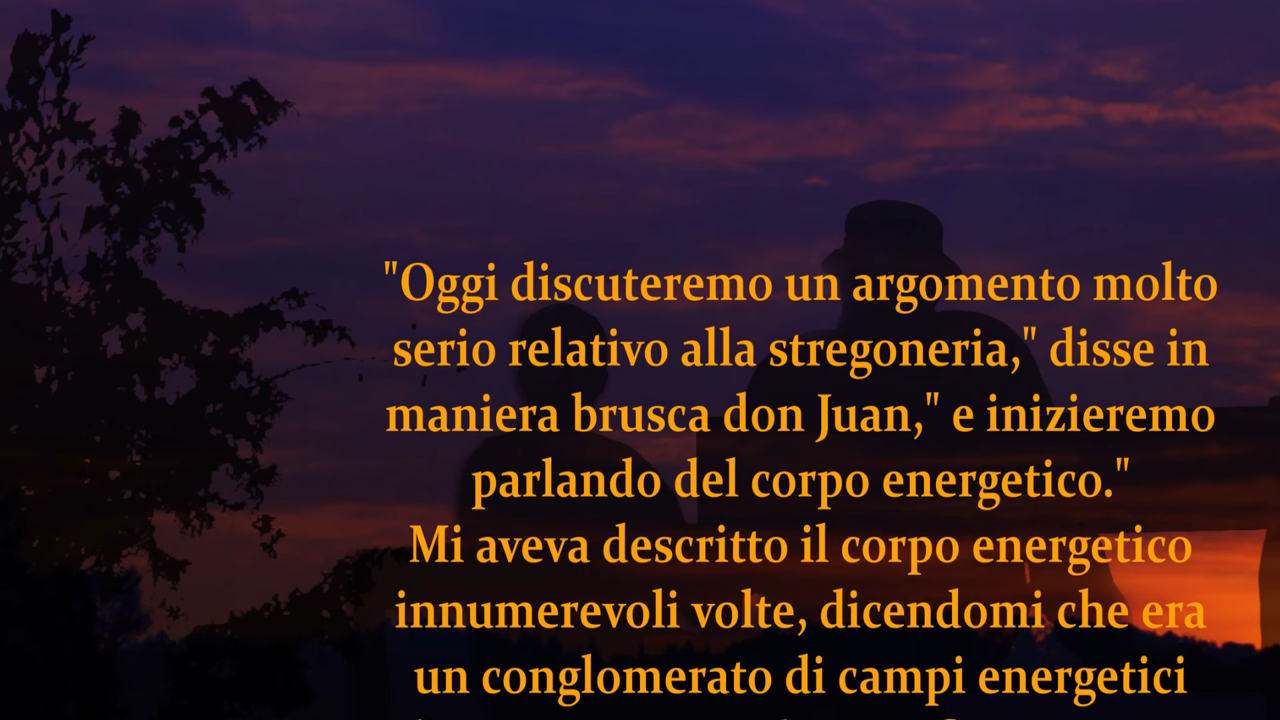 "Oggi discuteremo un argomento molto
serio relativo alla stregoneria," disse in
maniera brusca don Juan," e inizieremo
parlando del corpo energetico."
Mi aveva descritto il corpo energetico
innumerevoli volte, dicendomi che era
un conglomerato di campi energetici